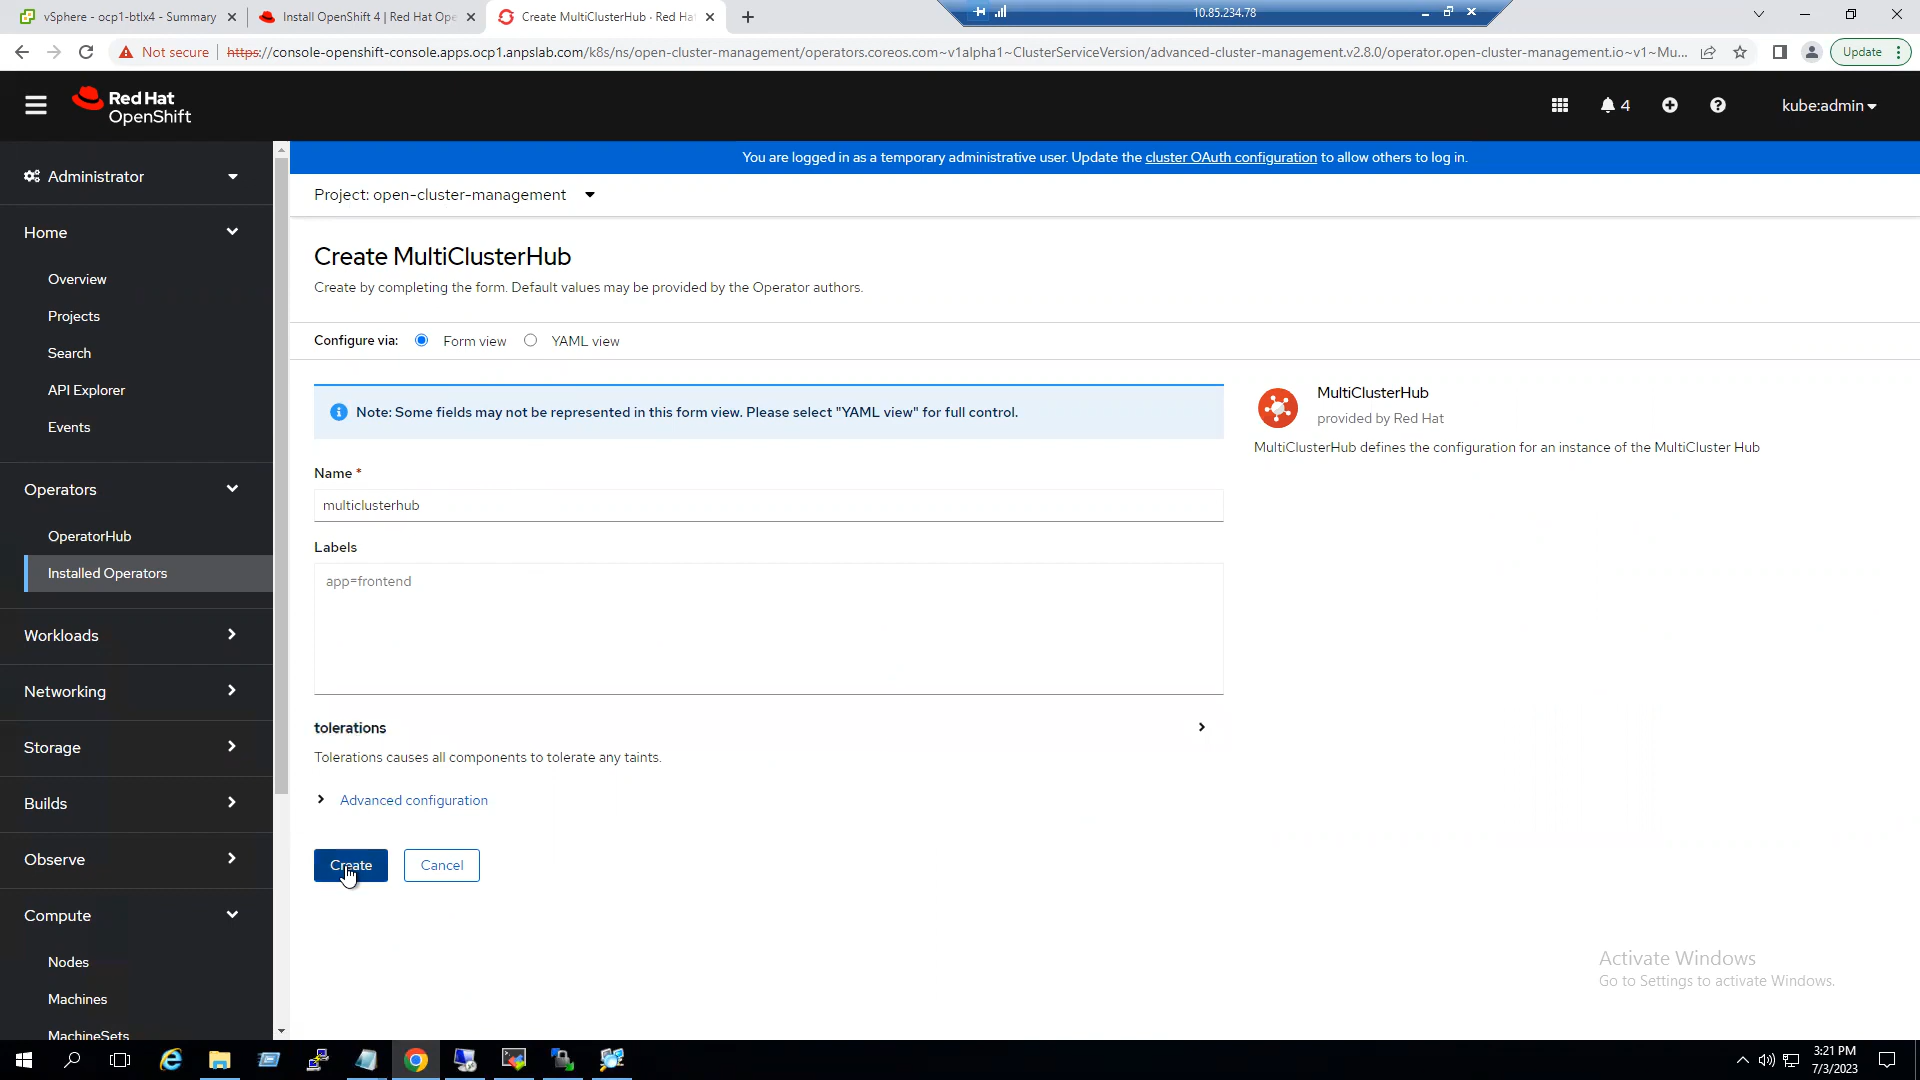 vSphere - ocp1-btlx4 - Summary
Install OpenShift 4 | Red Hat Ope
Create MultiClusterHub · Red Hat
10.85.234.78
Not secure
https://console-openshift-console.apps.ocp1.anpslab.com/k8s/ns/open-cluster-management/operators.coreos.com~v1alpha1~ClusterServiceVersion/advanced-cluster-management.v2.8.0/operator.open-cluster-management.io~v1~Mu...
Update
Red Hat
OpenShift
4
kube:admin
You are logged in as a temporary administrative user. Update the cluster OAuth configuration to allow others to log in.
Administrator
Home
Overview
Projects
Search
API Explorer
Events
Operators
OperatorHub
Installed Operators
Workloads
Networking
Storage
Builds
Observe
Compute
Nodes
Machines
MachineSets
Project: open-cluster-management
Create MultiClusterHub
Create by completing the form. Default values may be provided by the Operator authors.
Configure via: Form view YAML view
Note: Some fields may not be represented in this form view. Please select "YAML view" for full control.
Name *
multiclusterhub
Labels
app=frontend
tolerations
Tolerations causes all components to tolerate any taints.
Advanced configuration
Create
Cancel
MultiClusterHub
provided by Red Hat
MultiClusterHub defines the configuration for an instance of the MultiCluster Hub
Activate Windows
Go to Settings to activate Windows.
3:21 PM
7/3/2023